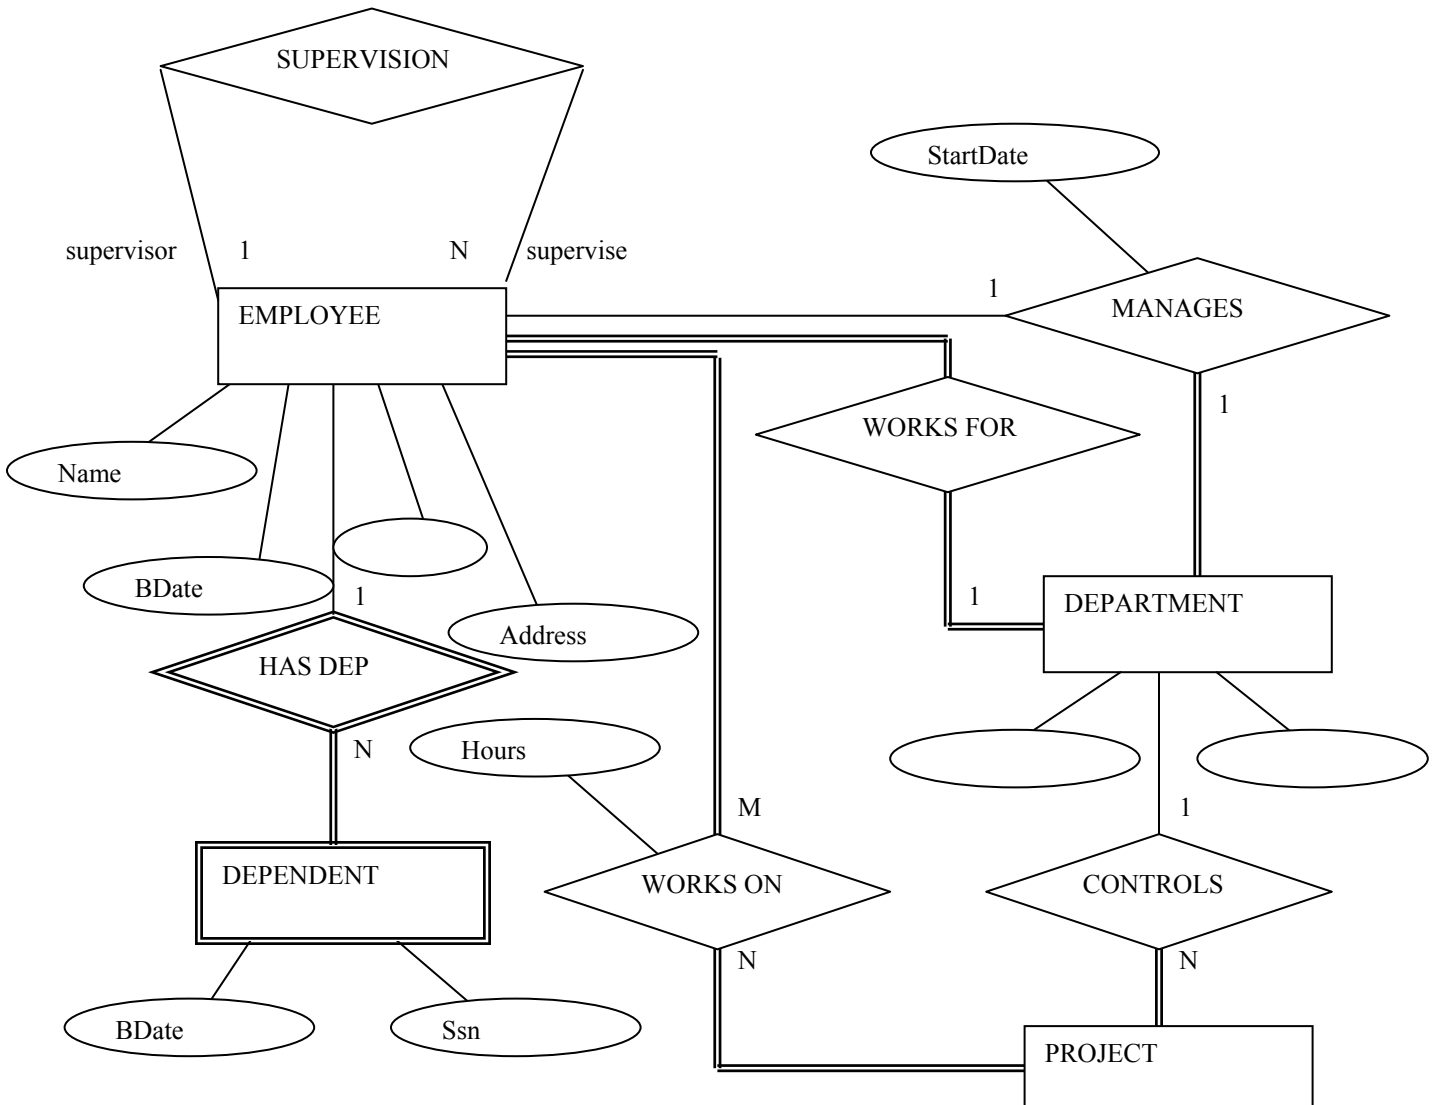 SUPERVISION
StartDate
supervisor
1
N
supervise
1
EMPLOYEE
MANAGES
1
WORKS FOR
Name
BDate
1
1
DEPARTMENT
Address
HAS DEP
N
Hours
M
1
DEPENDENT
WORKS ON
CONTROLS
N
N
BDate
Ssn
PROJECT